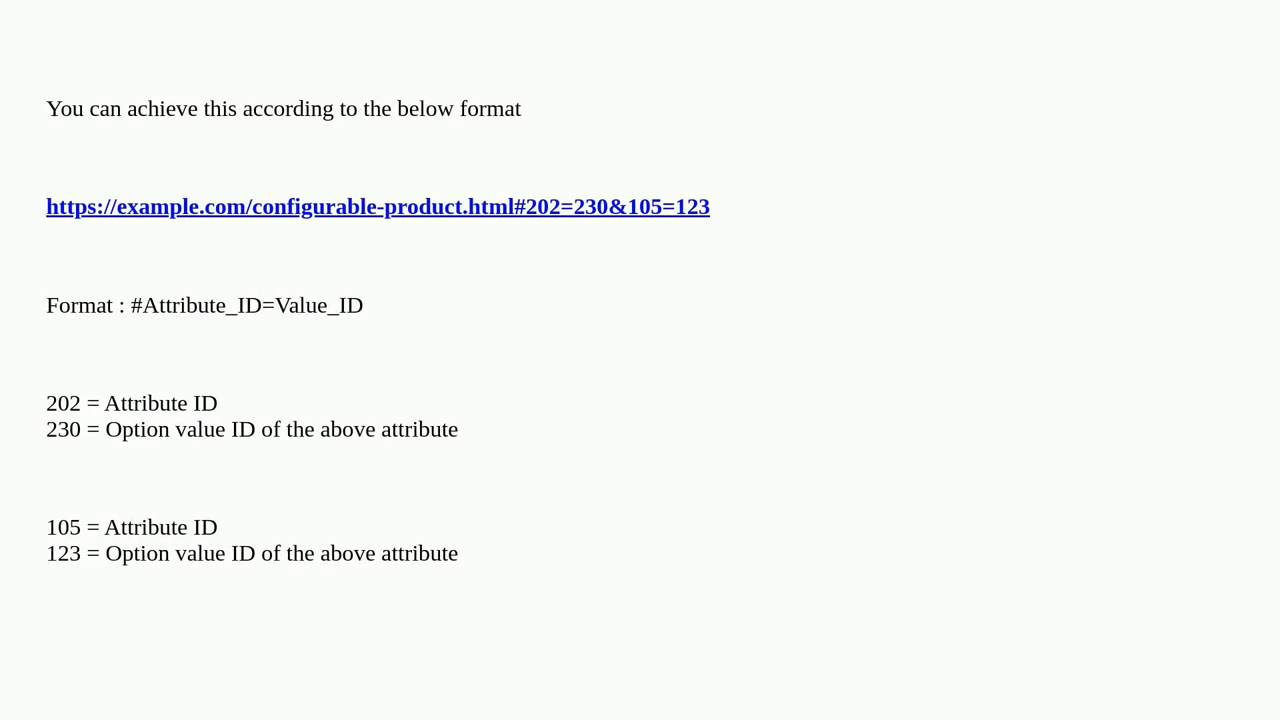 You can achieve this according to the below format
https://example.com/configurable-product.html#202=230&105=123
Format : #Attribute_ID=Value_ID
202 = Attribute ID
230 = Option value ID of the above attribute
105 = Attribute ID
123 = Option value ID of the above attribute